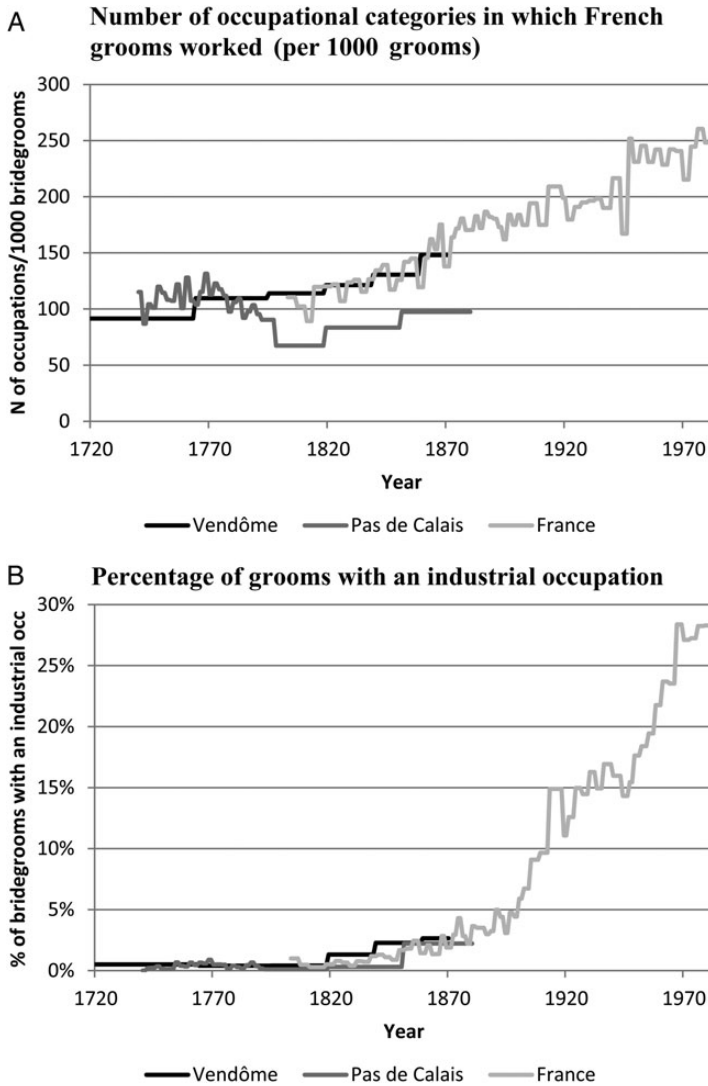 A
Number of occupational categories in which French
grooms worked (per 1000 grooms)
N of occupations/1000 bridegrooms
300
250
200
150
100
50
0
1720 1770 1820 1870 1920 1970
Year
Vendôme Pas de Calais France
B
Percentage of grooms with an industrial occupation
% of bridegrooms with an industrial occ
30%
25%
20%
15%
10%
5%
0%
1720 1770 1820 1870 1920 1970
Year
Vendôme Pas de Calais France